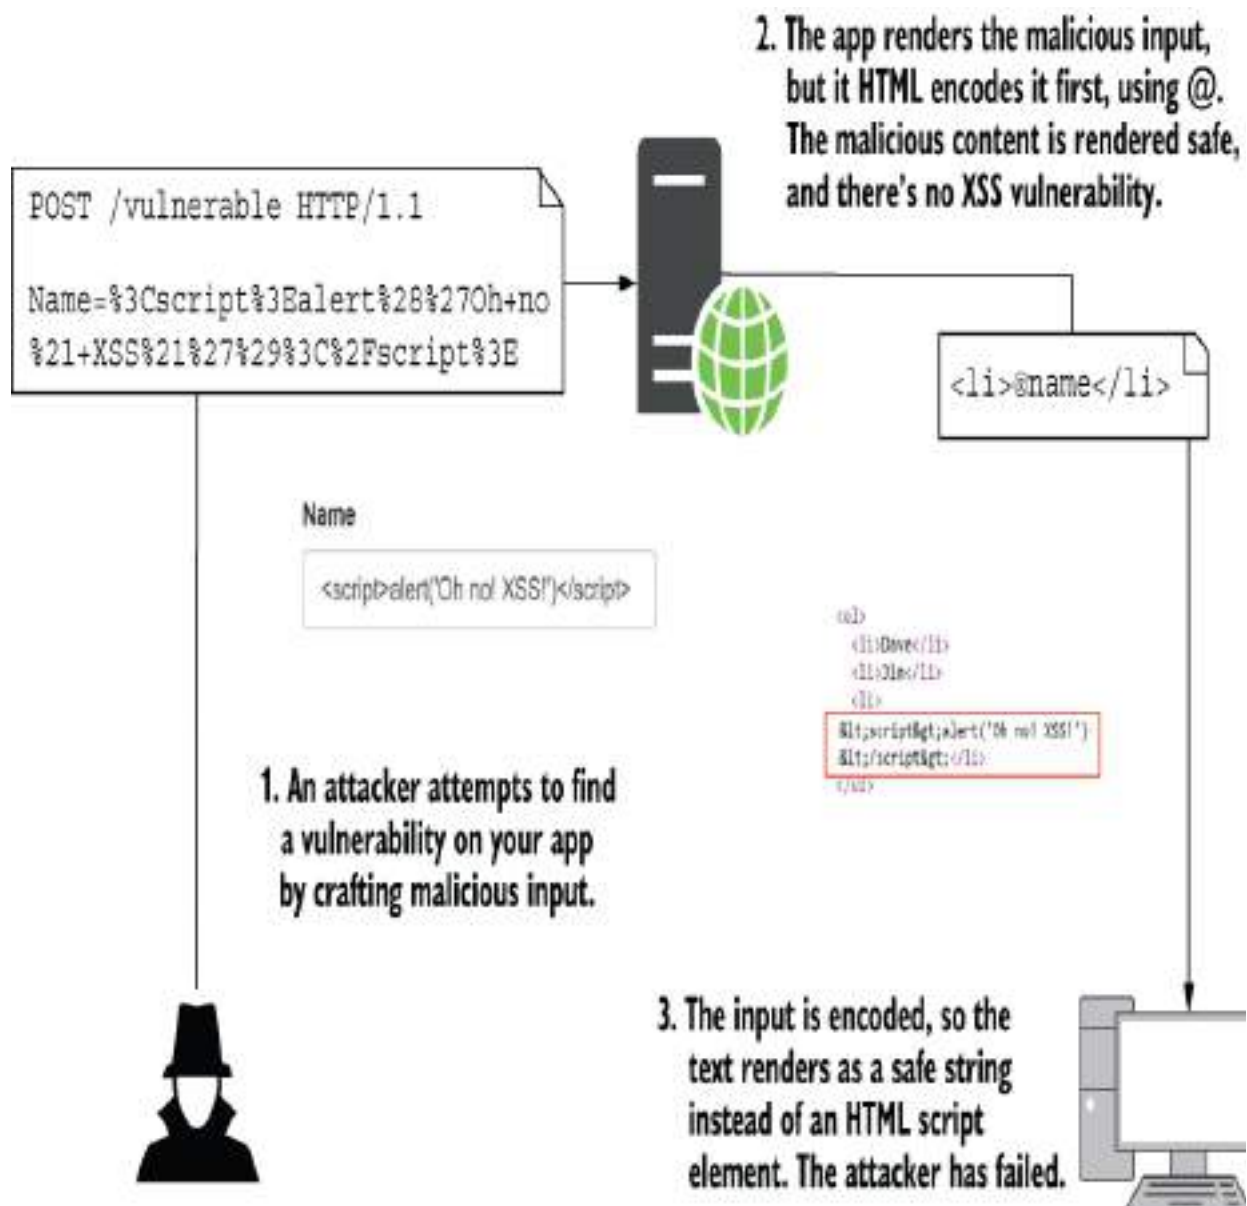 2. The app renders the malicious input,
but it HTML encodes it first, using @.
The malicious content is rendered safe,
and there's no XSS vulnerability.
POST /vulnerable HTTP/1.1
Name=%3Cscript%3Ealert%28%27Oh+no
%21+XSS%21%27%29%3C%2Fscript%3E
<li>@name</li>
Name
<script>alert('Oh no! XSS!')</script>
<ol>
<li>Dave</li>
<li>Jim</li>
<li>
&lt;script&gt;alert('Oh no! XSS!')
&lt;/script&gt;</li>
1. An attacker attempts to find
a vulnerability on your app
by crafting malicious input.
3. The input is encoded, so the
text renders as a safe string
instead of an HTML script
element. The attacker has failed.